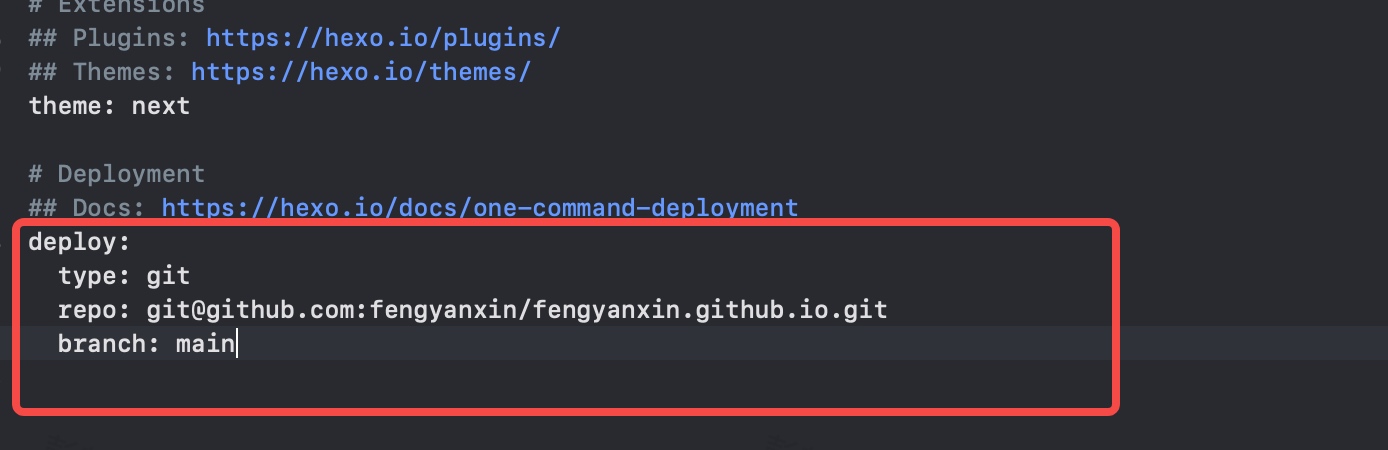 # Extensions
## Plugins: https://hexo.io/plugins/
## Themes: https://hexo.io/themes/
theme: next
# Deployment
## Docs: https://hexo.io/docs/one-command-deployment
deploy:
  type: git
  repo: git@github.com:fengyanxin/fengyanxin.github.io.git
  branch: main